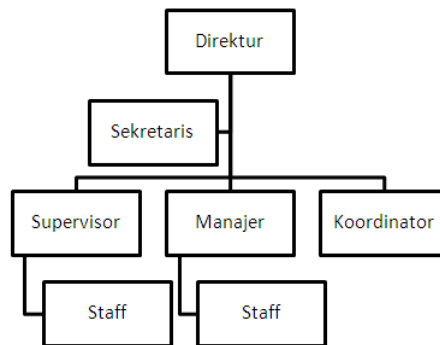 Direktur
Sekretaris
Supervisor
Manajer
Koordinator
Staff
Staff